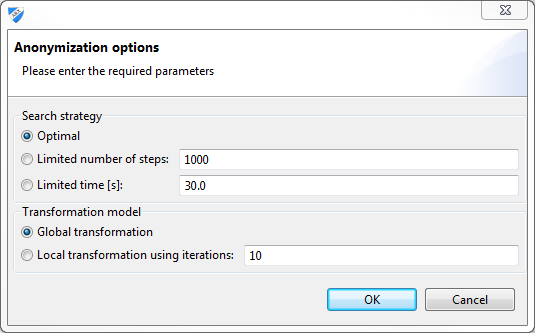 Anonymization options
Please enter the required parameters
Search strategy
Optimal
Limited number of steps: 1000
Limited time [s]: 30.0
Transformation model
Global transformation
Local transformation using iterations: 10
OK Cancel